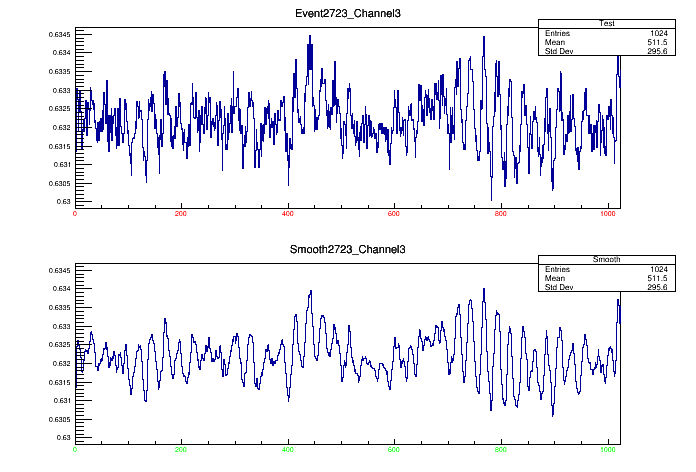 Event2723_Channel3
Test
Entries 1024
Mean 511.5
Std Dev 295.6
0.6345
0.634
0.6335
0.633
0.6325
0.632
0.6315
0.631
0.6305
0.63
0 200 400 600 800 1000
Smooth2723_Channel3
Smooth
Entries 1024
Mean 511.5
Std Dev 295.6
0.6345
0.634
0.6335
0.633
0.6325
0.632
0.6315
0.631
0.6305
0.63
0 200 400 600 800 1000